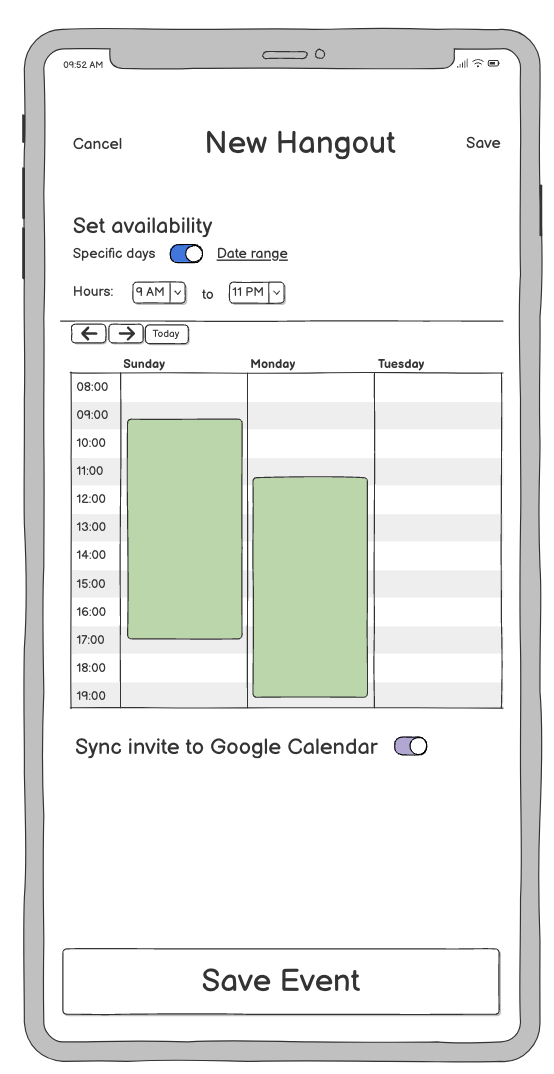 09:52 AM
Cancel New Hangout Save
Set availability
Specific days Date range
Hours: 9 AM to 11 PM
Today
Sunday Monday Tuesday
08:00
09:00
10:00
11:00
12:00
13:00
14:00
15:00
16:00
17:00
18:00
19:00
Sync invite to Google Calendar
Save Event